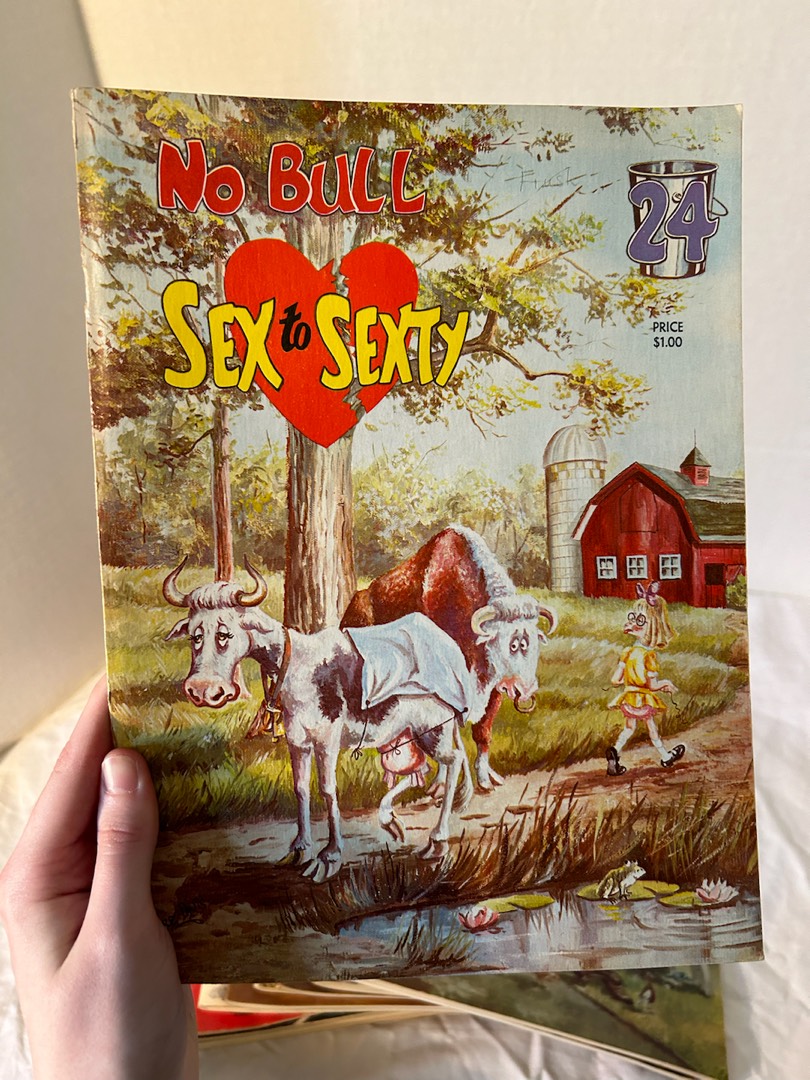 No BULL
24
SEX to SEXTY
PRICE
$1.00